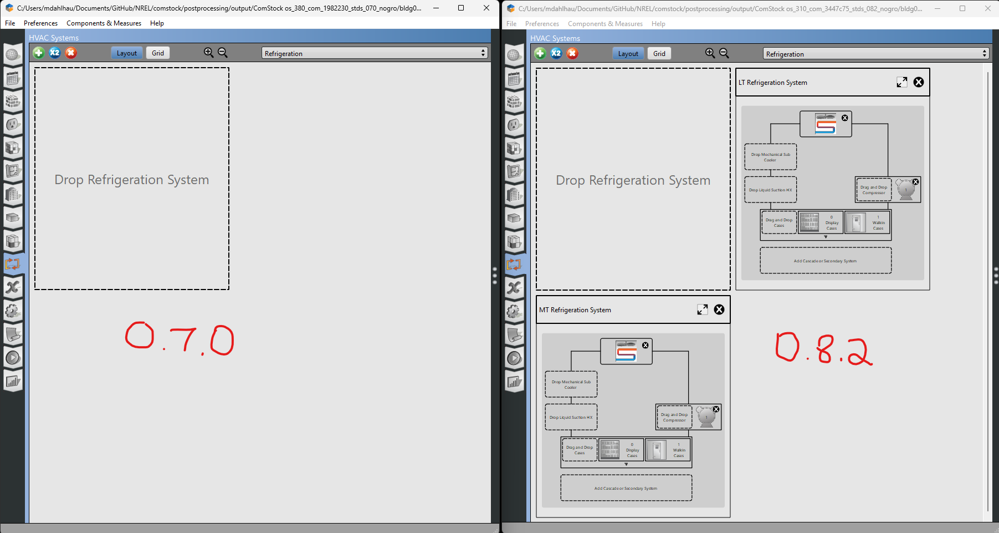 C:/Users/mdahlhau/Documents/GitHub/NREL/comstock/postprocessing/output/ComStock os_380_com_1982230_stds_070_nogro/bldg0...
File Preferences Components & Measures Help
HVAC Systems
X2
Layout Grid
Refrigeration
Drop Refrigeration System
0.7.0
C:/Users/mdahlhau/Documents/GitHub/NREL/comstock/postprocessing/output/ComStock os_310_com_3447c75_stds_082_nogro/bldg0...
File Preferences Components & Measures Help
HVAC Systems
X2
Layout Grid
Refrigeration
Drop Refrigeration System
LT Refrigeration System
Drop Mechanical Sub
Cooler
Drop Liquid Suction HX
Drag and Drop
Compressor
1
Drag and Drop
Cases
0
Display
Cases
1
Walkin
Cases
Add Cascade or Secondary System
MT Refrigeration System
Drop Mechanical Sub
Cooler
Drop Liquid Suction HX
Drag and Drop
Compressor
1
Drag and Drop
Cases
0
Display
Cases
1
Walkin
Cases
Add Cascade or Secondary System
0.8.2